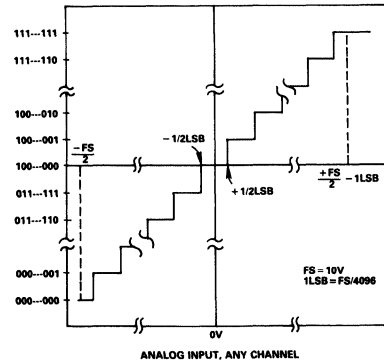 111---111
111---110
100---010
100---001
100---000
011---111
011---110
000---001
000---000
-FS
2
- 1/2LSB
+ 1/2LSB
+FS
2
- 1LSB
FS = 10V
1LSB = FS/4096
0V
ANALOG INPUT, ANY CHANNEL